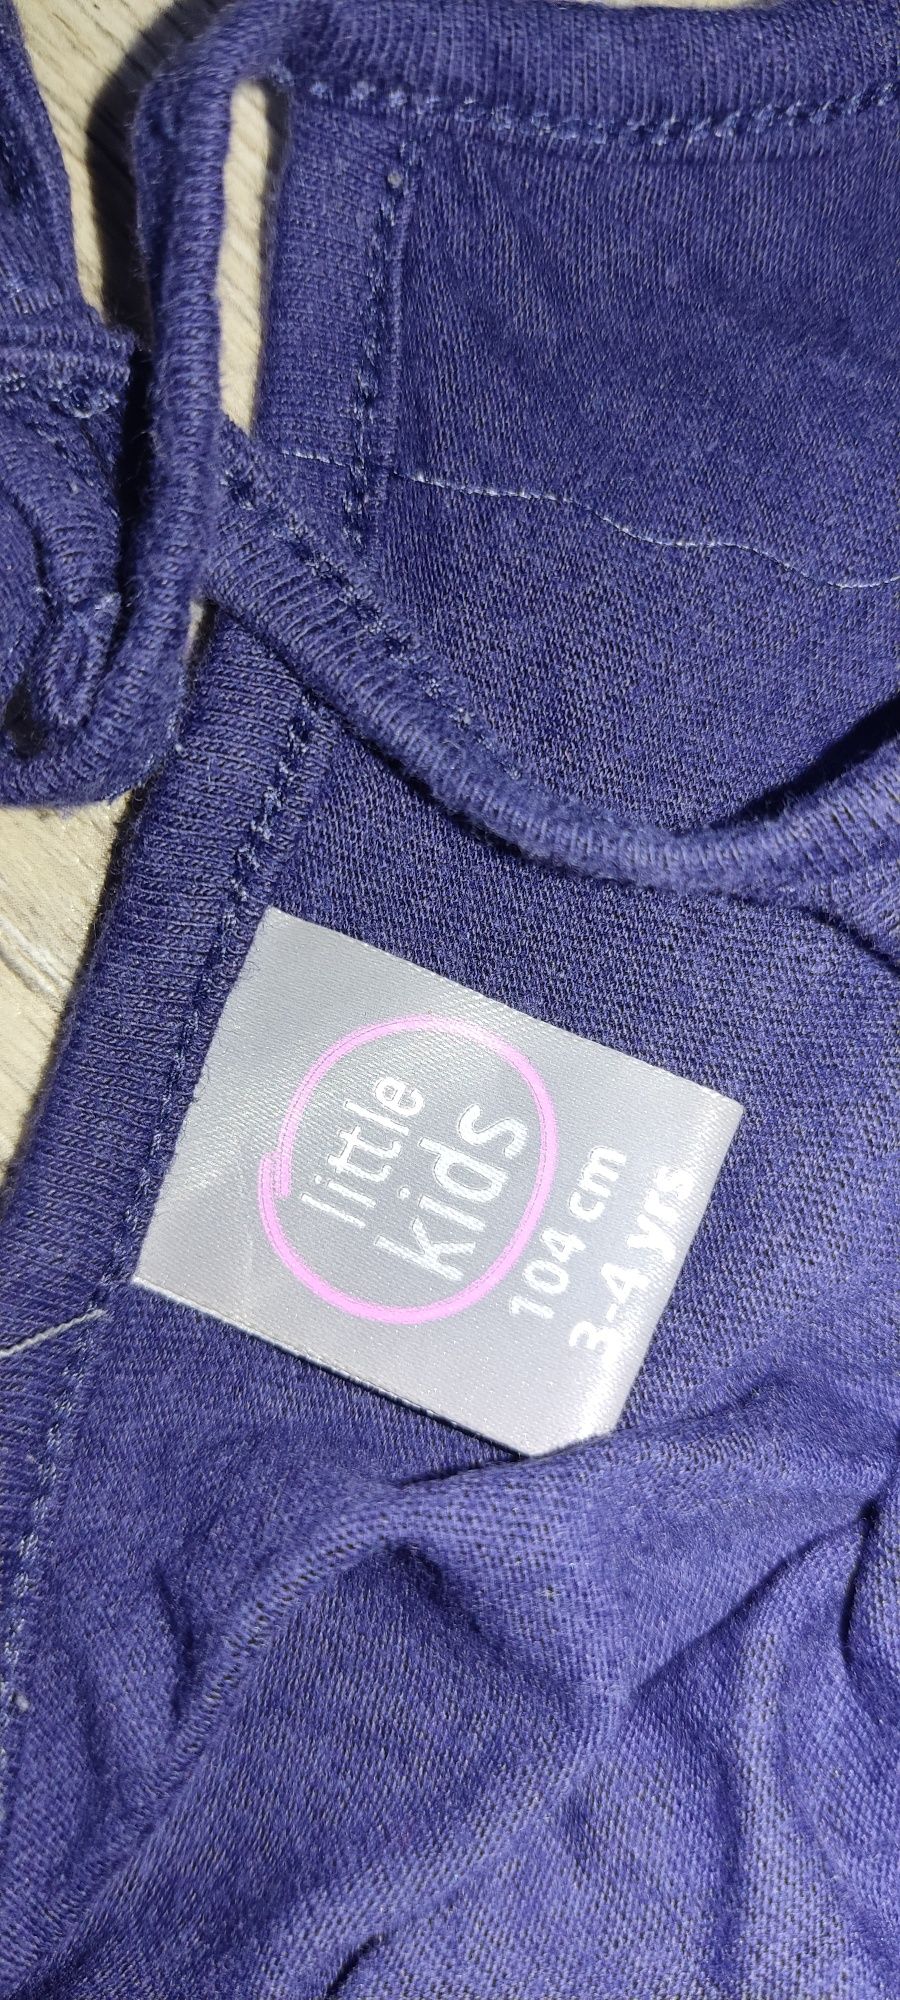 little
kids
104 cm
3-4 yrs